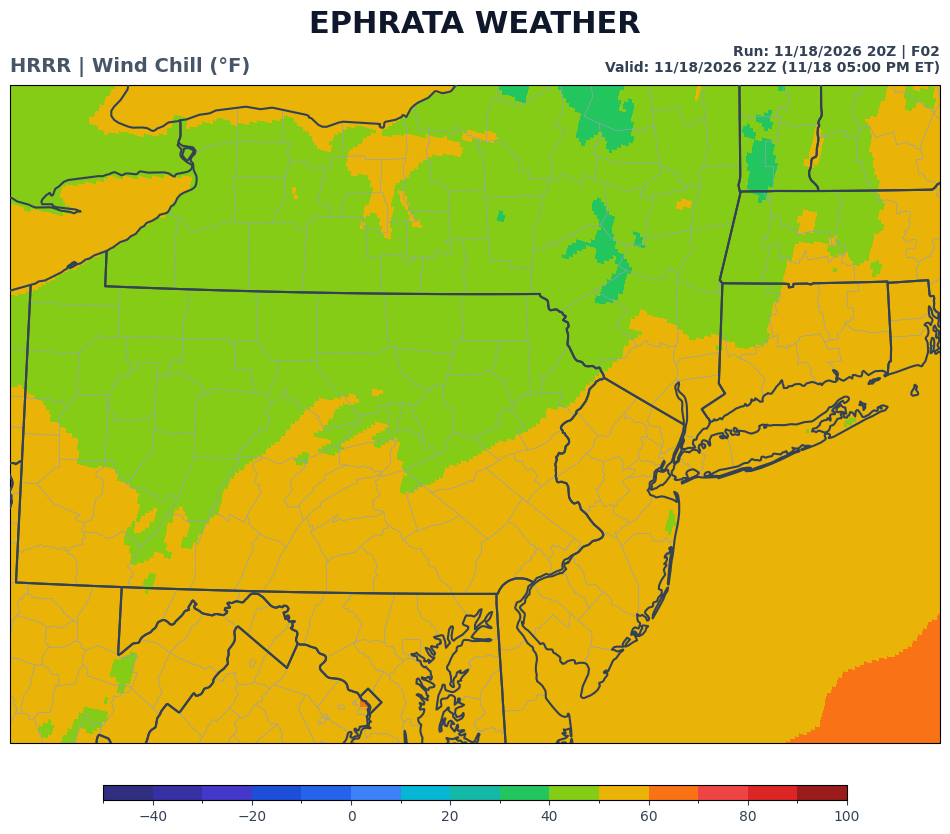 EPHRATA WEATHER
HRRR | Wind Chill (°F)
Run: 11/18/2026 20Z | F02
Valid: 11/18/2026 22Z (11/18 05:00 PM ET)
−40 −20 0 20 40 60 80 100